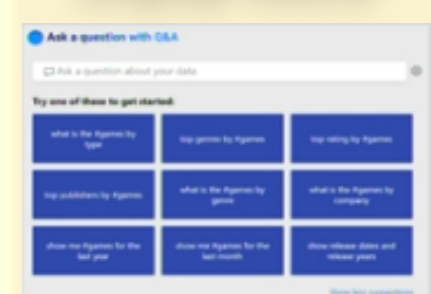 Ask a question with Q&A
Ask a question about your data
Try one of these to get started:
what is the #games by
type
top genres by #games
top rating by #games
top publishers by #games
what is the #games by
genre
what is the #games by
company
show me #games for the
last year
show me #games for the
last month
show release dates and
release years
Show less suggestions